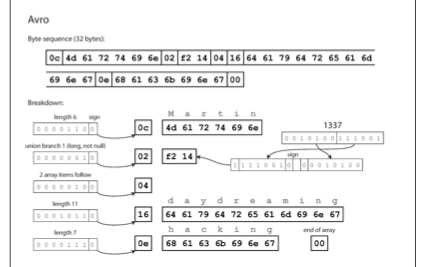 Avro
Byte sequence (32 bytes):
0c 4d 61 72 74 69 6e 02 f2 14 04 16 64 61 79 64 72 65 61 6d
69 6e 67 0e 68 61 63 6b 69 6e 67 00
Breakdown:
length 6 sign
0 0 0 0 1 1 0 0
0c
M a r t i n
4d 61 72 74 69 6e
1337
0 0 1 0 1 0 0 1 1 1 0 0 1
union branch 1 (long, not null)
0 0 0 0 0 0 1 0
02
f2 14
sign
1 1 1 1 0 0 1 0 0 0 0 1 0 1 0 0
2 array items follow
0 0 0 0 0 1 0 0
04
length 11
0 0 0 1 0 1 1 0
16
d a y d r e a m i n g
64 61 79 64 72 65 61 6d 69 6e 67
length 7
0 0 0 0 1 1 1 0
0e
h a c k i n g
68 61 63 6b 69 6e 67
end of array
00